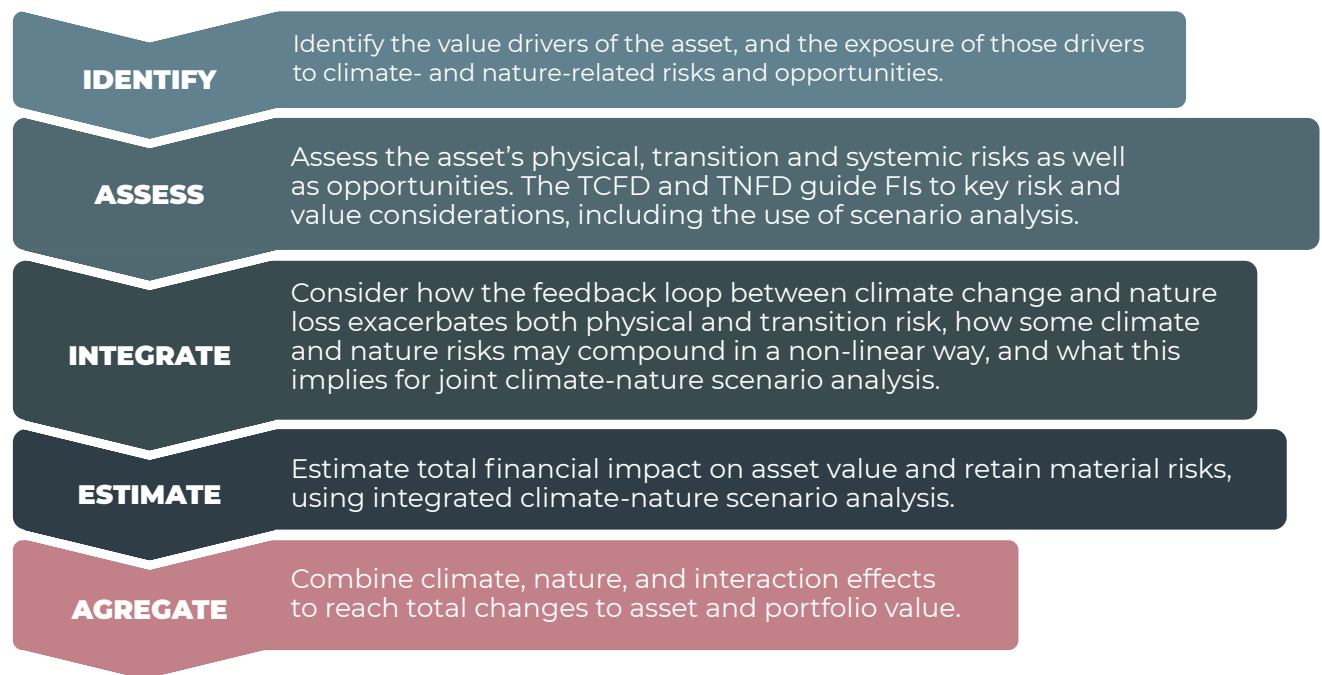 IDENTIFY
Identify the value drivers of the asset, and the exposure of those drivers
to climate- and nature-related risks and opportunities.
ASSESS
Assess the asset’s physical, transition and systemic risks as well
as opportunities. The TCFD and TNFD guide FIs to key risk and
value considerations, including the use of scenario analysis.
INTEGRATE
Consider how the feedback loop between climate change and nature
loss exacerbates both physical and transition risk, how some climate
and nature risks may compound in a non-linear way, and what this
implies for joint climate-nature scenario analysis.
ESTIMATE
Estimate total financial impact on asset value and retain material risks,
using integrated climate-nature scenario analysis.
AGREGATE
Combine climate, nature, and interaction effects
to reach total changes to asset and portfolio value.